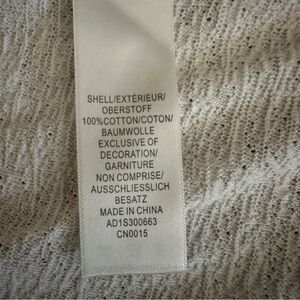 SHELL/EXTÉRIEUR/
OBERSTOFF
100%COTTON/COTON/
BAUMWOLLE
EXCLUSIVE OF
DECORATION/
GARNITURE
NON COMPRISE/
AUSSCHLIESSLICH
BESATZ
MADE IN CHINA
AD1S300663
CN0015